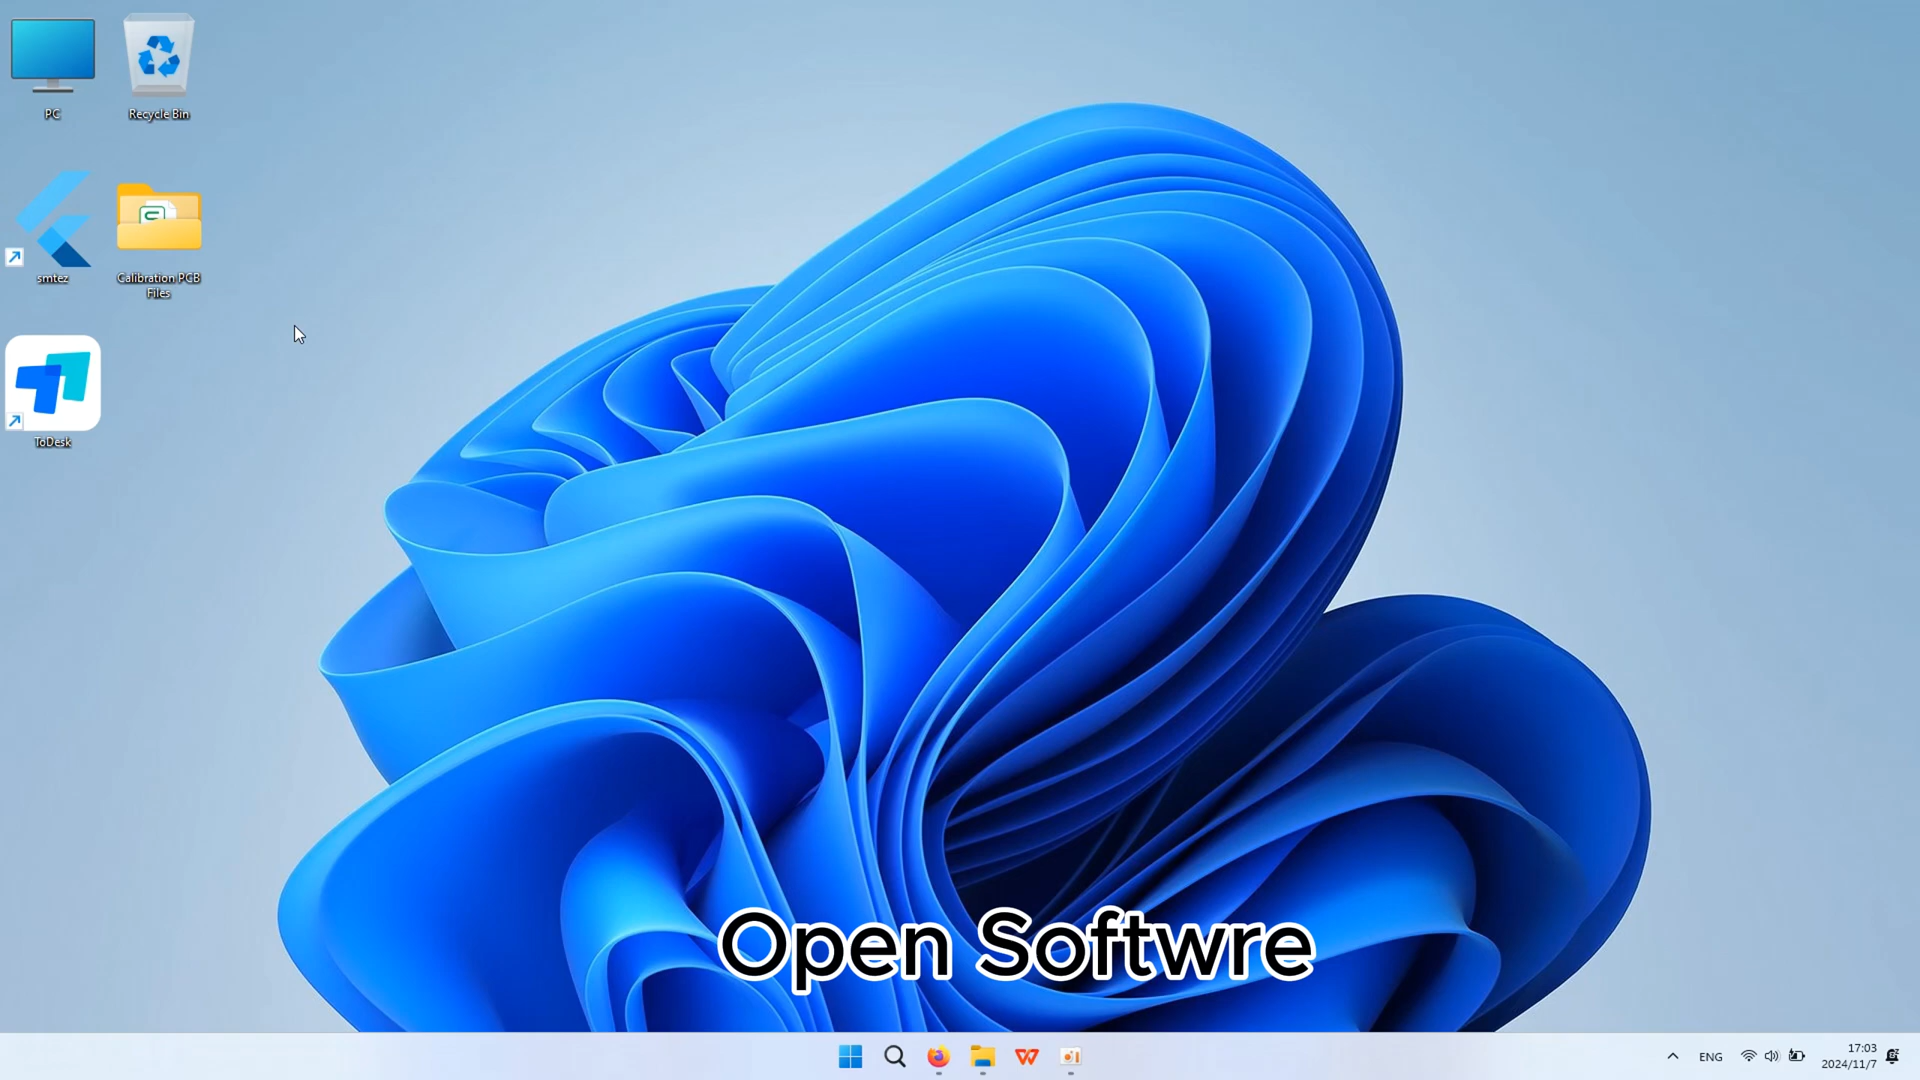 PC
Recycle Bin
smtez
Calibration PCB
Files
ToDesk
Open Softwre
ENG
17:03
2024/11/7